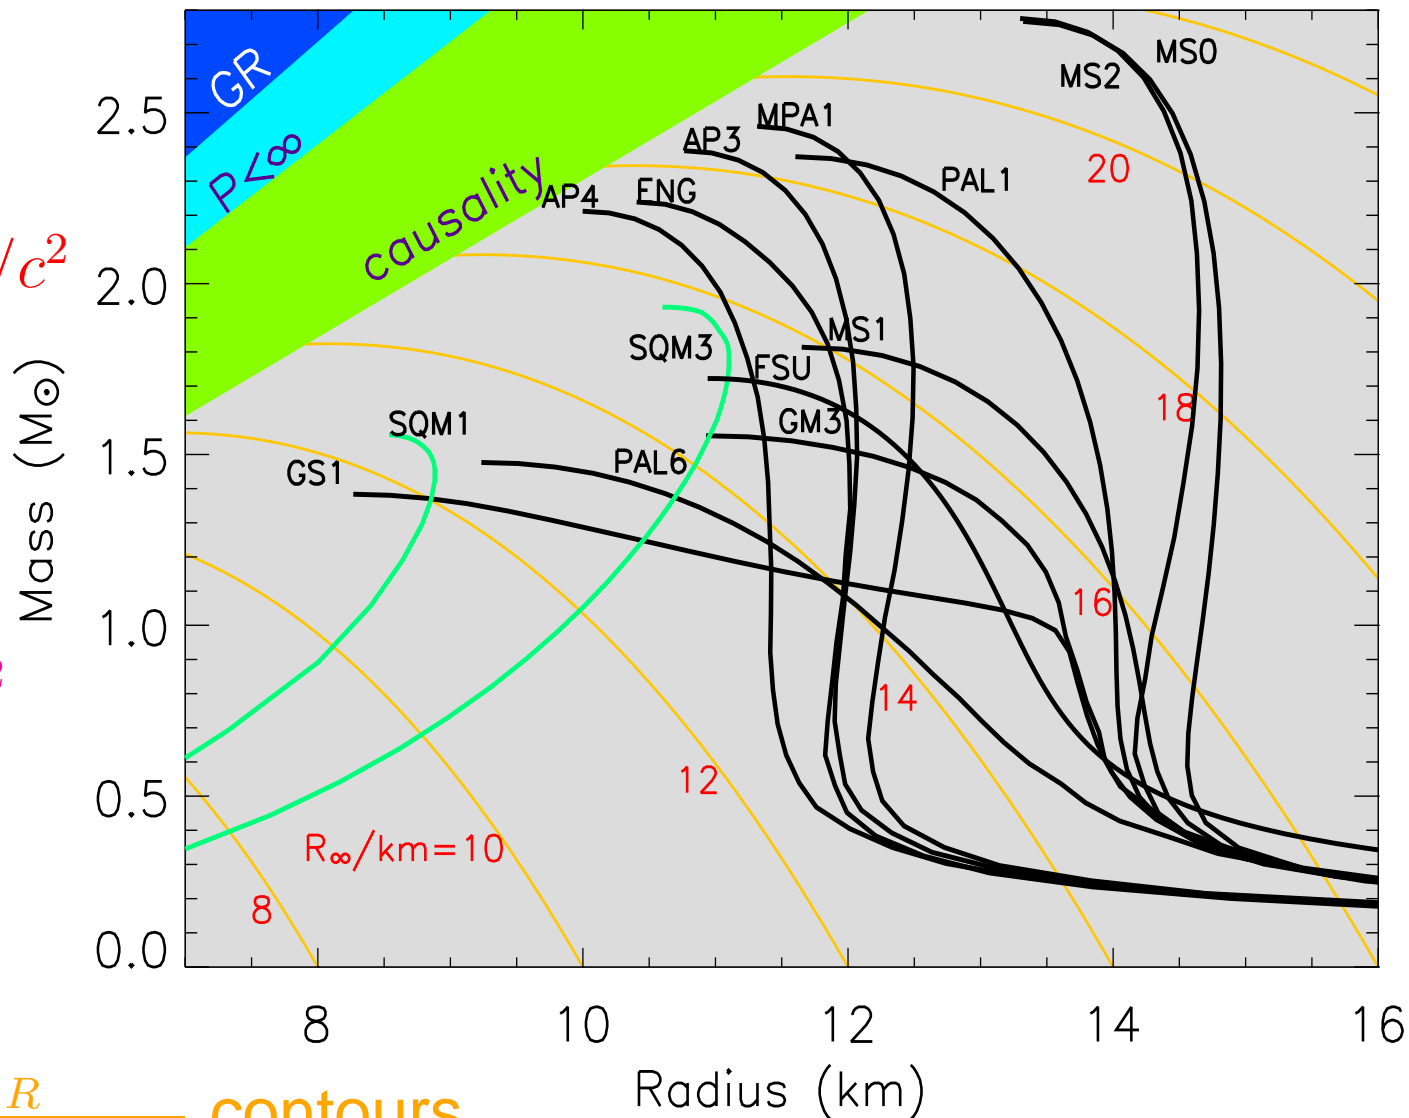 GR
P<∞
causality
/c²
MS0
MS2
MPA1
AP3
20
PAL1
AP4
ENG
MS1
SQM3
FSU
18
SQM1
GM3
PAL6
GS1
16
14
12
R∞/km=10
8
2.5
2.0
1.5
1.0
0.5
0.0
Mass (M⊙)
8 10 12 14 16
Radius (km)
R
contours